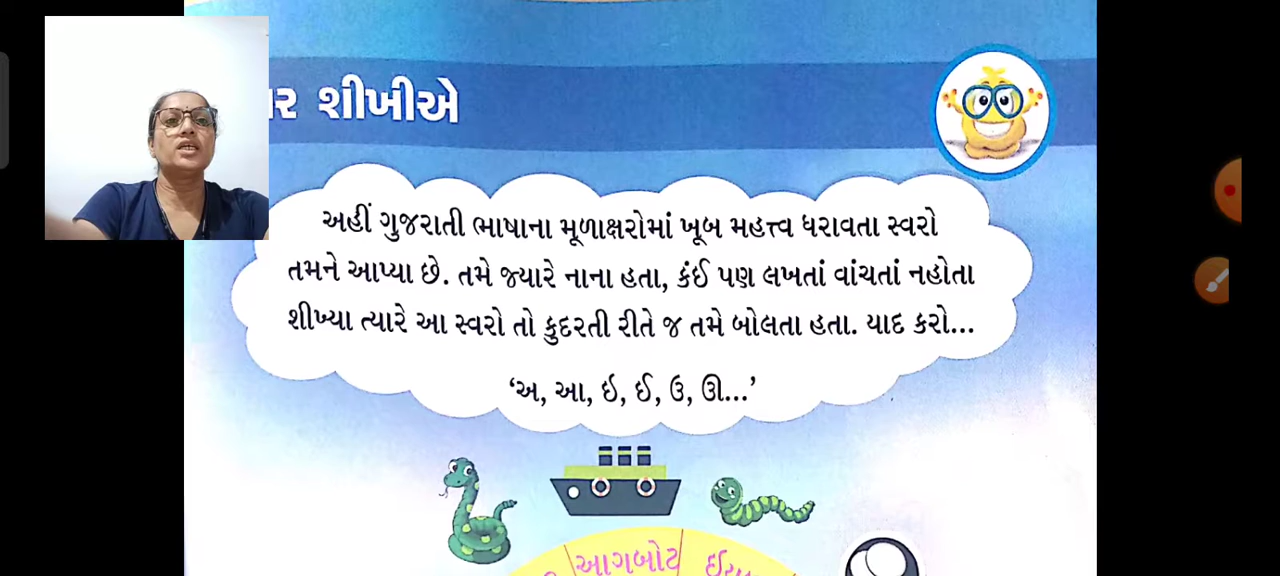 શીખીએ
અહીં ગુજરાતી ભાષાના મૂળાક્ષરોમાં ખૂબ મહત્ત્વ ધરાવતા સ્વરો
તમને આપ્યા છે. તમે જ્યારે નાના હતા, કંઈ પણ લખતાં વાંચતાં નહોતા
શીખ્યા ત્યારે આ સ્વરો તો કુદરતી રીતે જ તમે બોલતા હતા. યાદ કરો...
‘અ, આ, ઇ, ઈ, ઉ, ઊ...’
આગબોટ